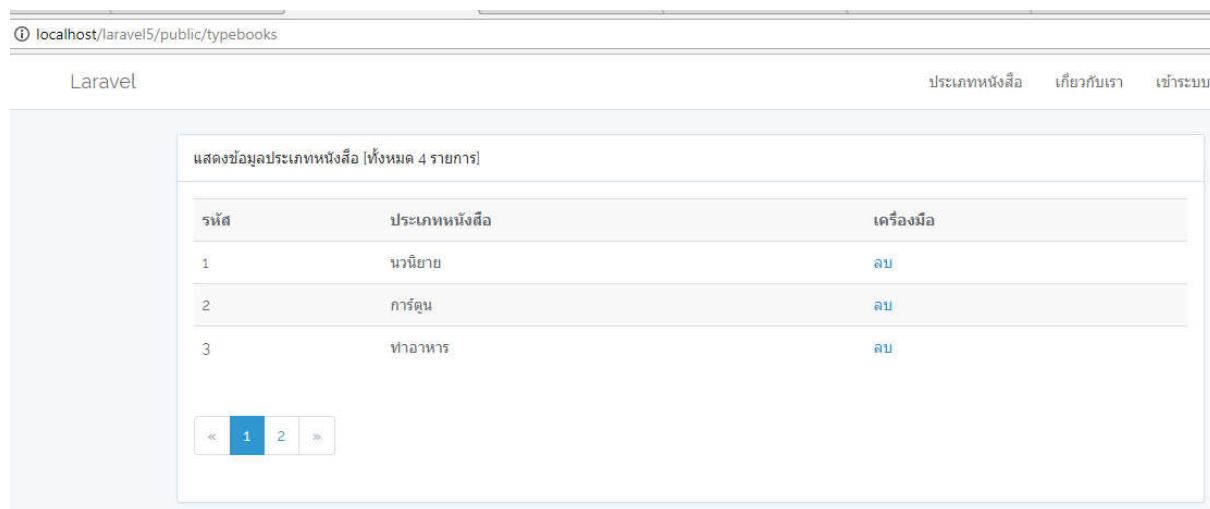 localhost/laravel5/public/typebooks
Laravel ประเภทหนังสือ เกี่ยวกับเรา เข้าระบบ
แสดงข้อมูลประเภทหนังสือ [ทั้งหมด 4 รายการ]
รหัส ประเภทหนังสือ เครื่องมือ
1 นวนิยาย ลบ
2 การ์ตูน ลบ
3 ทำอาหาร ลบ
« 1 2 »